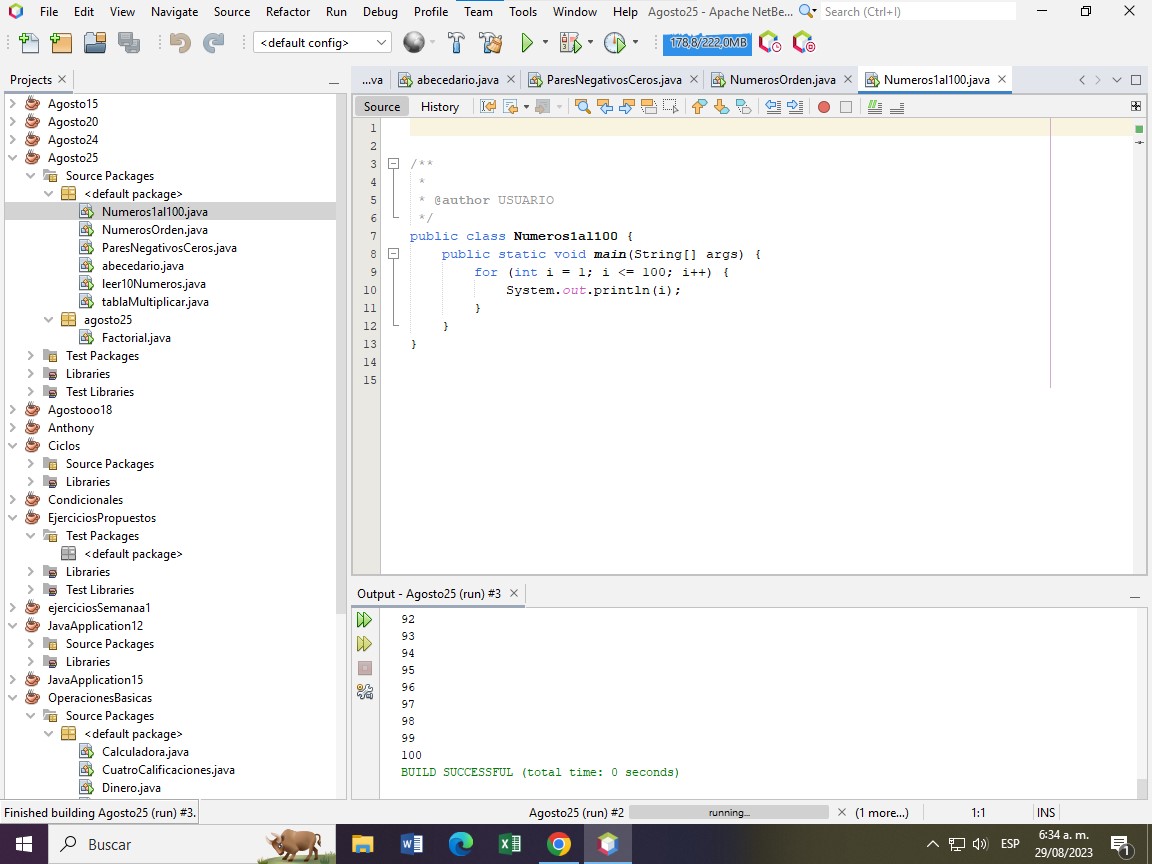 File Edit View Navigate Source Refactor Run Debug Profile Team Tools Window Help Agosto25 - Apache NetBe... Search (Ctrl+I)
<default config> 178,8/222,0MB
Projects
...va abecedario.java ParesNegativosCeros.java NumerosOrden.java Numeros1al100.java
Source History
Agosto15
Agosto20
Agosto24
Agosto25
Source Packages
<default package>
Numeros1al100.java
NumerosOrden.java
ParesNegativosCeros.java
abecedario.java
leer10Numeros.java
tablaMultiplicar.java
agosto25
Factorial.java
Test Packages
Libraries
Test Libraries
Agostooo18
Anthony
Ciclos
Source Packages
Libraries
Condicionales
EjerciciosPropuestos
Test Packages
<default package>
Libraries
Test Libraries
ejerciciosSemanaa1
JavaApplication12
Source Packages
Libraries
JavaApplication15
OperacionesBasicas
Source Packages
<default package>
Calculadora.java
CuatroCalificaciones.java
Dinero.java
1
2
3 /**
4 *
5 * @author USUARIO
6 */
7 public class Numeros1al100 {
8 public static void main(String[] args) {
9 for (int i = 1; i <= 100; i++) {
10 System.out.println(i);
11 }
12 }
13 }
14
15
Output - Agosto25 (run) #3
92
93
94
95
96
97
98
99
100
BUILD SUCCESSFUL (total time: 0 seconds)
Finished building Agosto25 (run) #3. Agosto25 (run) #2 running... (1 more...) 1:1 INS
Buscar ESP 6:34 a. m. 29/08/2023 1